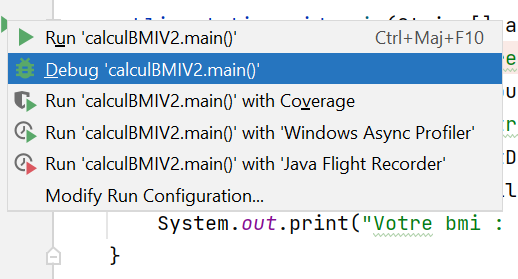 Run 'calculBMIV2.main()' Ctrl+Maj+F10
Debug 'calculBMIV2.main()'
Run 'calculBMIV2.main()' with Coverage
Run 'calculBMIV2.main()' with 'Windows Async Profiler'
Run 'calculBMIV2.main()' with 'Java Flight Recorder'
Modify Run Configuration...
System.out.print("Votre bmi :
}